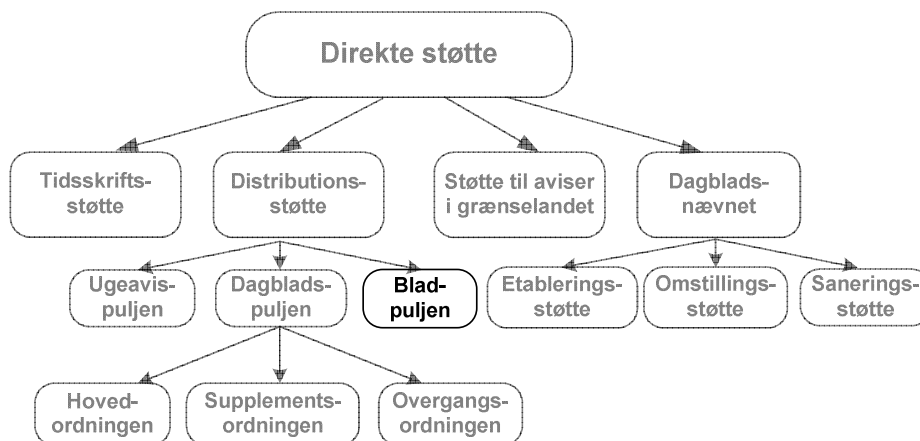 Direkte støtte
Tidsskrifts-
støtte
Distributions-
støtte
Støtte til aviser
i grænselandet
Dagblads-
nævnet
Ugeavis-
puljen
Dagblads-
puljen
Blad-
puljen
Etablerings-
støtte
Omstillings-
støtte
Sanerings-
støtte
Hoved-
ordningen
Supplements-
ordningen
Overgangs-
ordningen